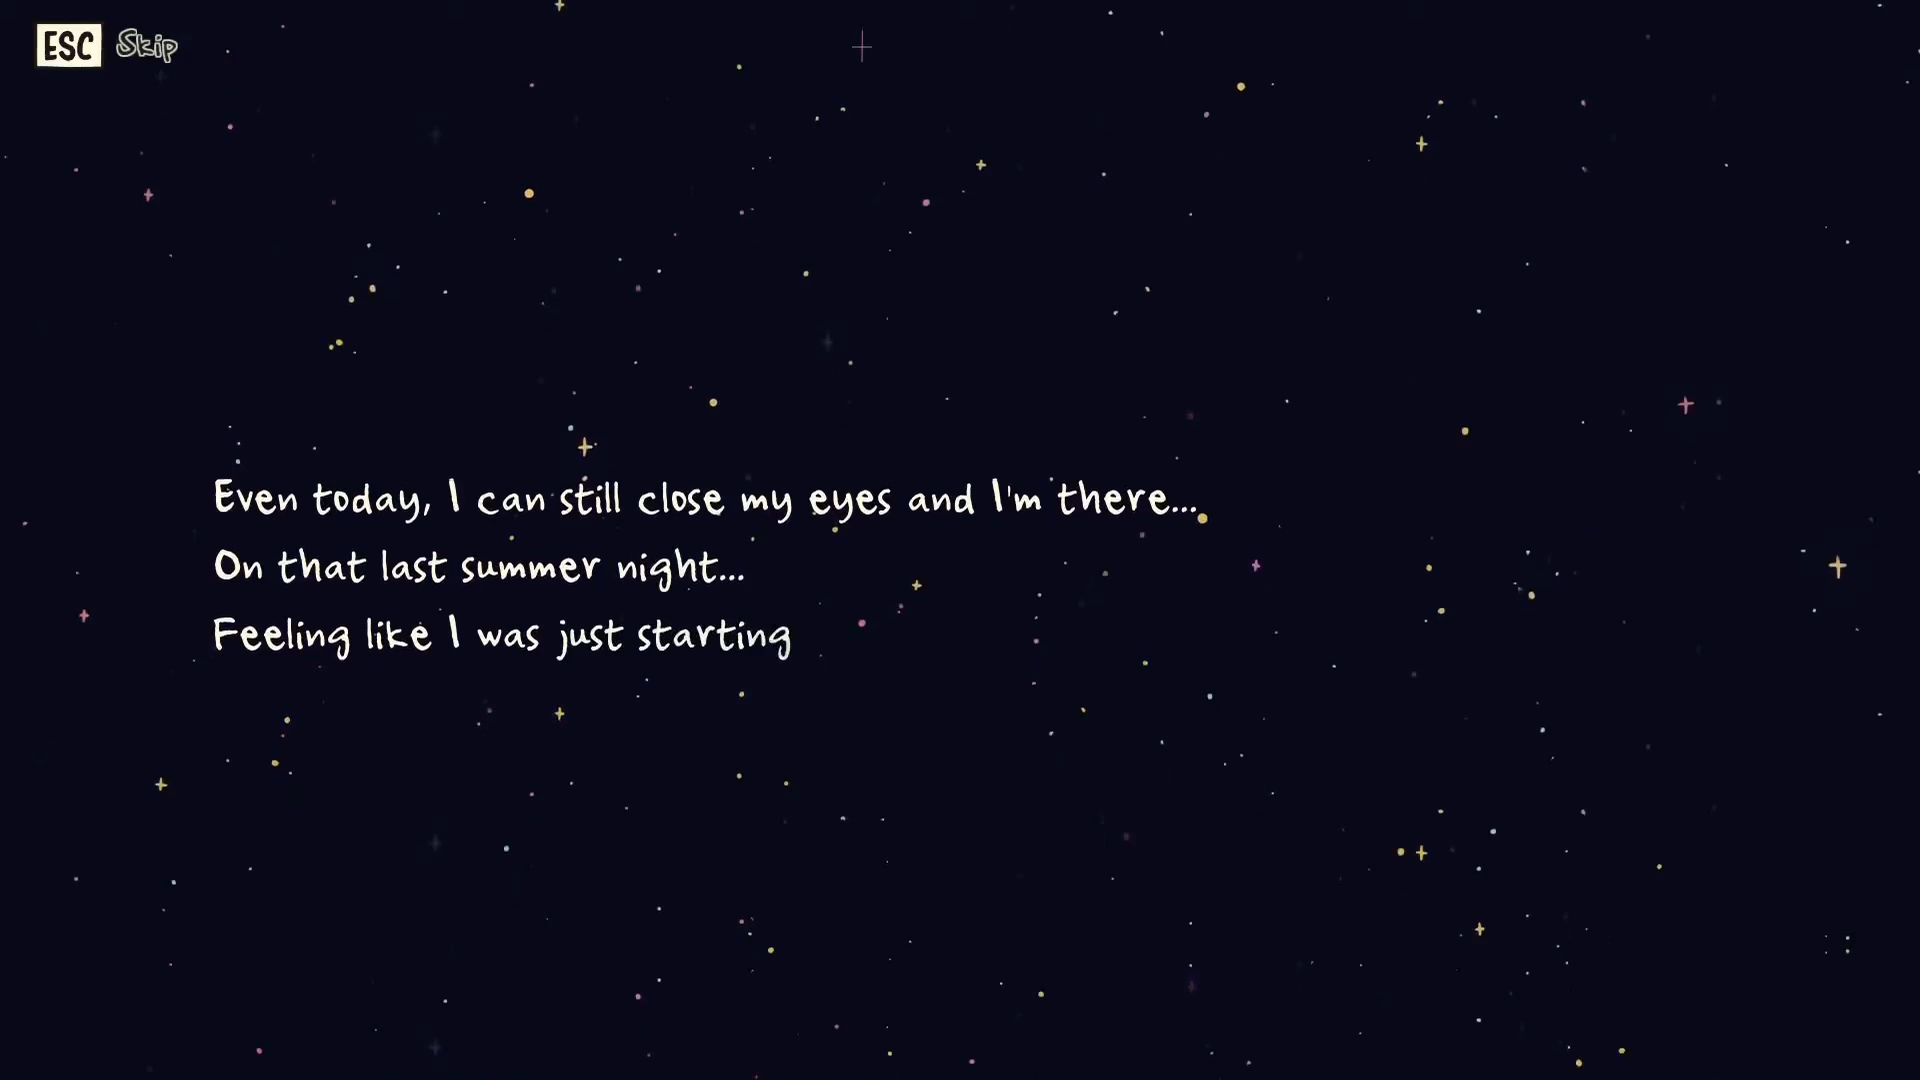 ESC Skip
Even today, I can still close my eyes and I'm there...
On that last summer night...
Feeling like I was just starting